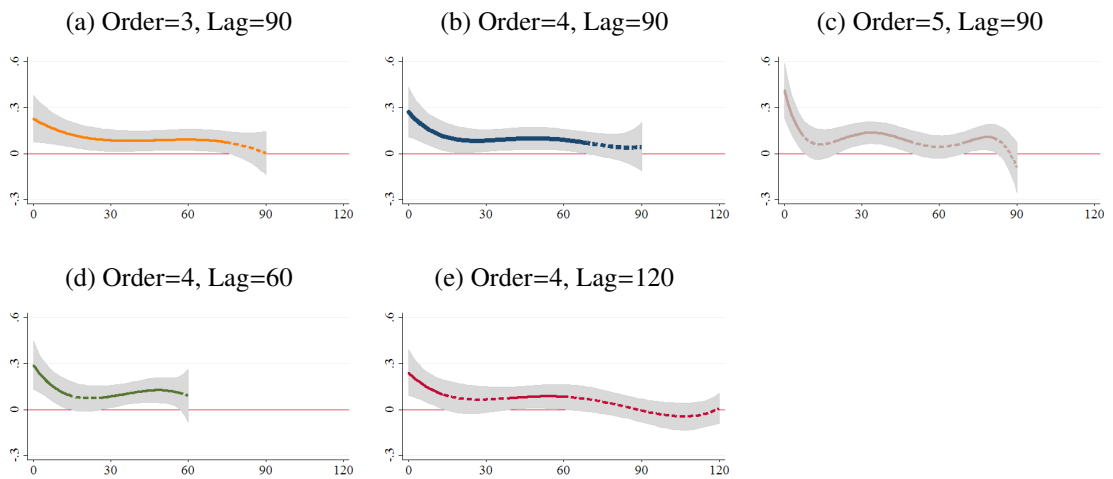 (a) Order=3, Lag=90
(b) Order=4, Lag=90
(c) Order=5, Lag=90
.6
.3
0
-.3
0 30 60 90 120
.6
.3
0
-.3
0 30 60 90 120
.6
.3
0
-.3
0 30 60 90 120
(d) Order=4, Lag=60
(e) Order=4, Lag=120
.6
.3
0
-.3
0 30 60 90 120
.6
.3
0
-.3
0 30 60 90 120